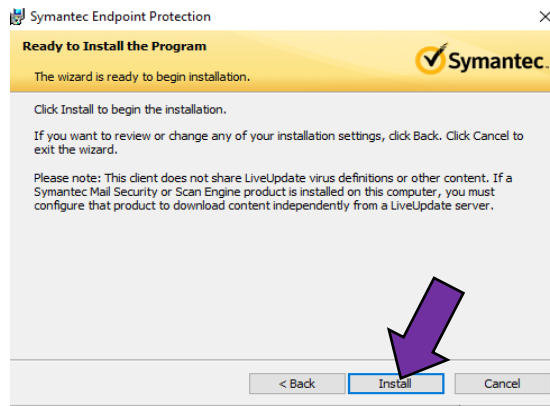 Symantec Endpoint Protection
Ready to Install the Program
The wizard is ready to begin installation.
Symantec.
Click Install to begin the installation.
If you want to review or change any of your installation settings, click Back. Click Cancel to
exit the wizard.
Please note: This client does not share LiveUpdate virus definitions or other content. If a
Symantec Mail Security or Scan Engine product is installed on this computer, you must
configure that product to download content independently from a LiveUpdate server.
< Back Install Cancel